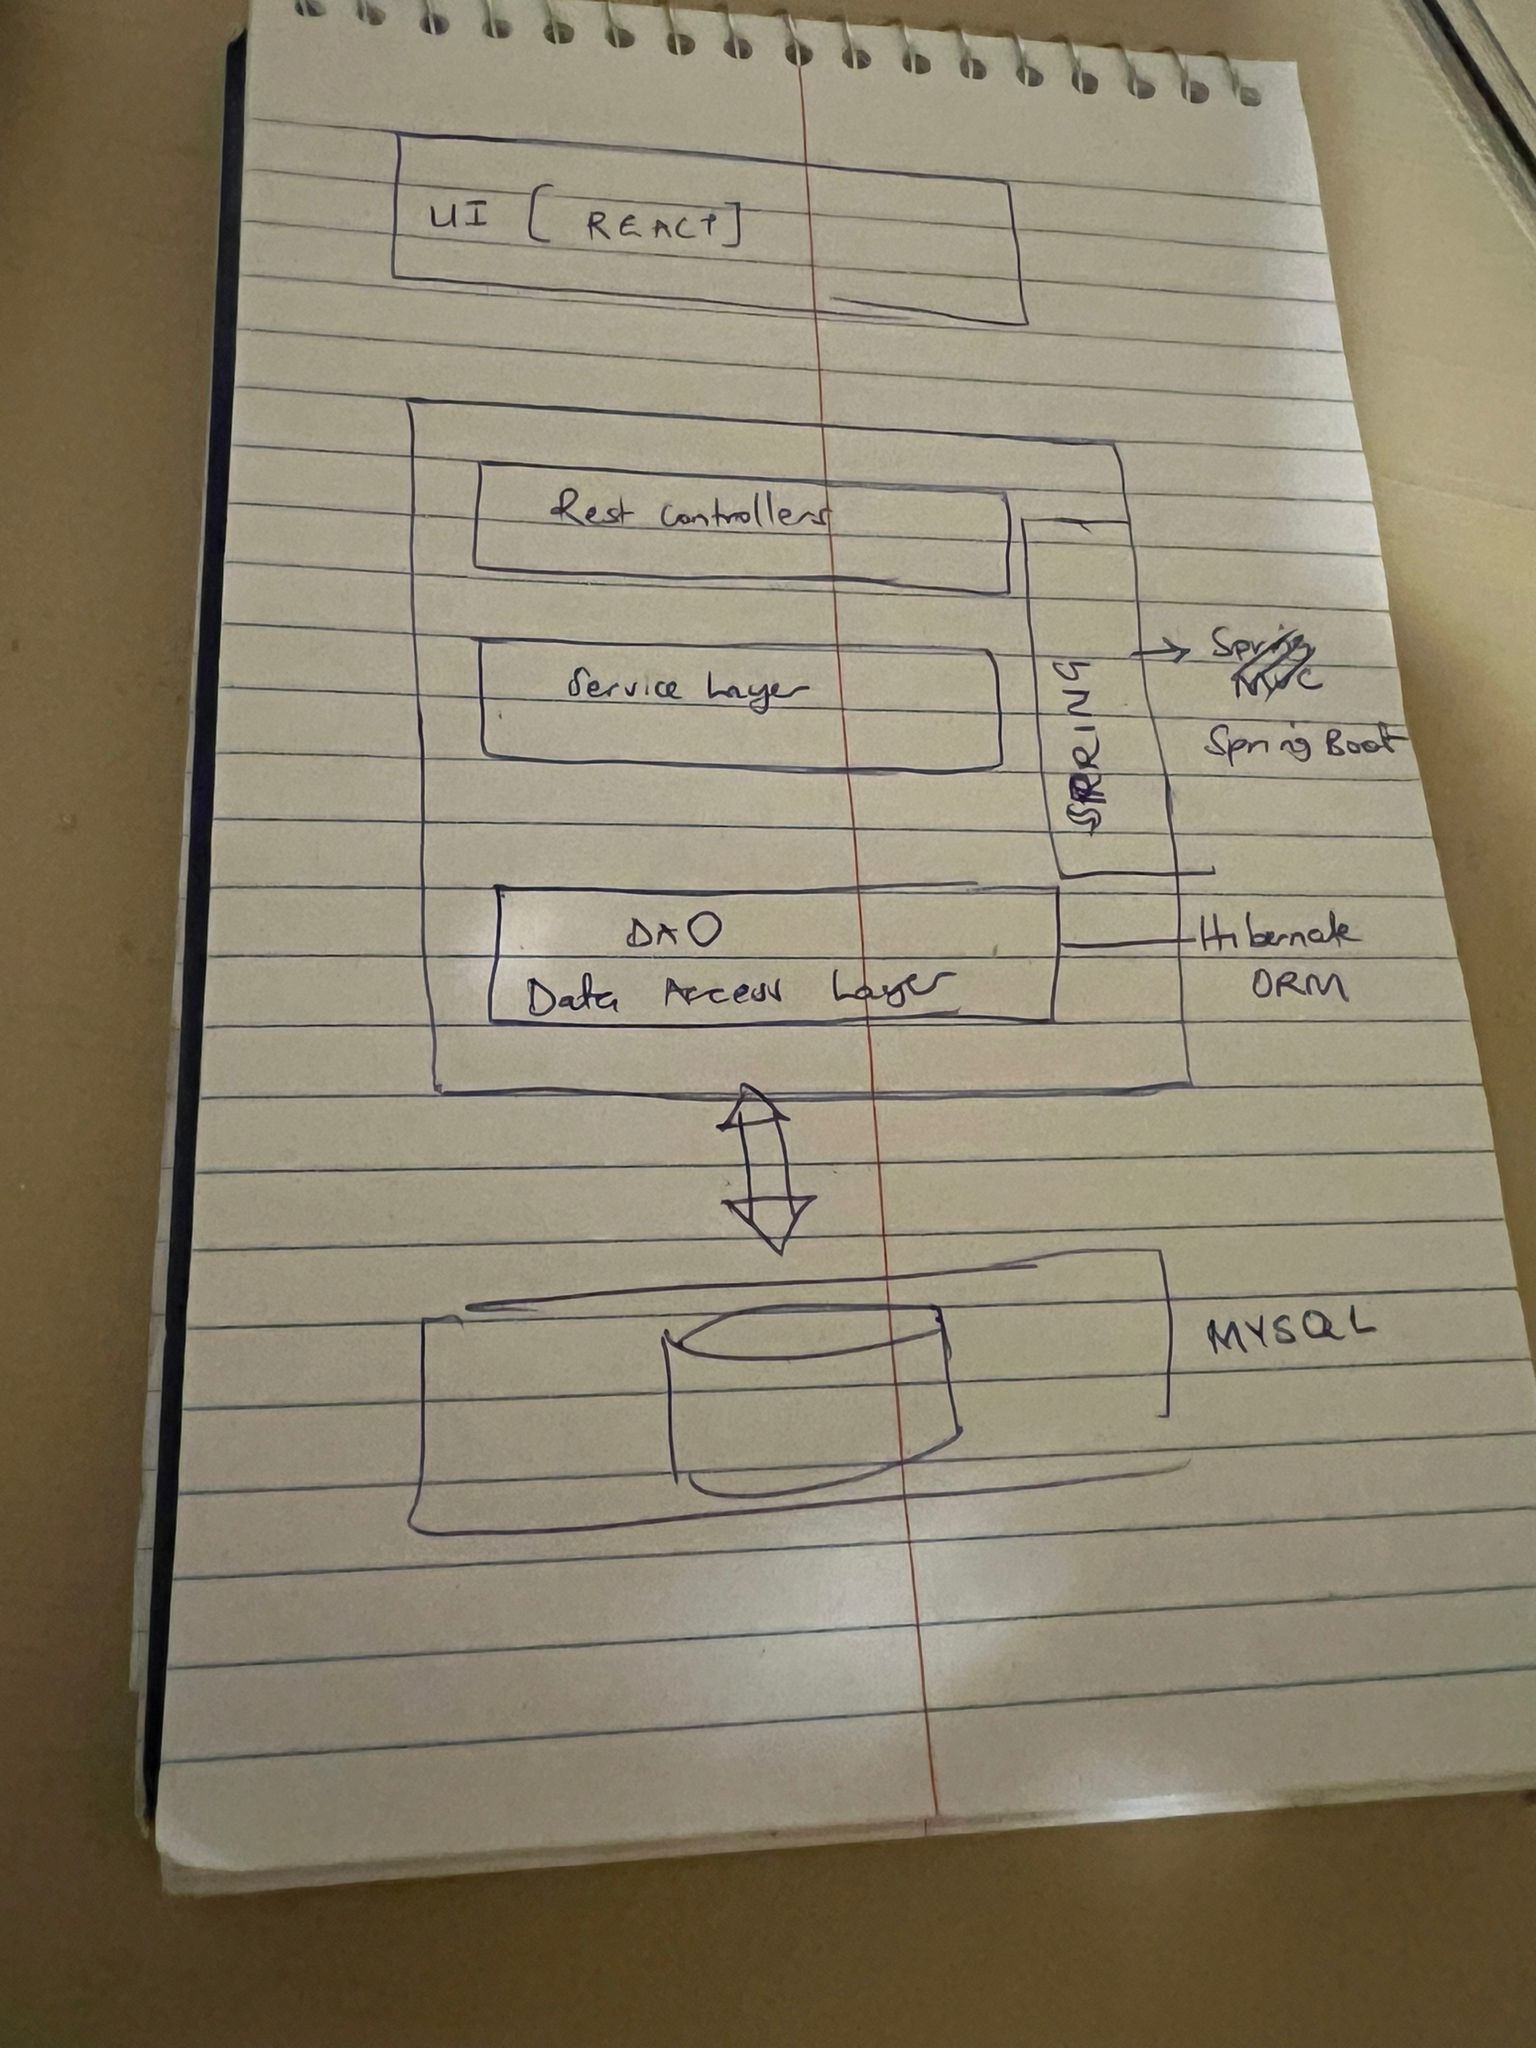 UI [ REACT]
Rest Controllers
Service Layer
SPRING
Spring
MVC
Spring Boot
DAO
Data Access Layer
Hibernate
ORM
MYSQL